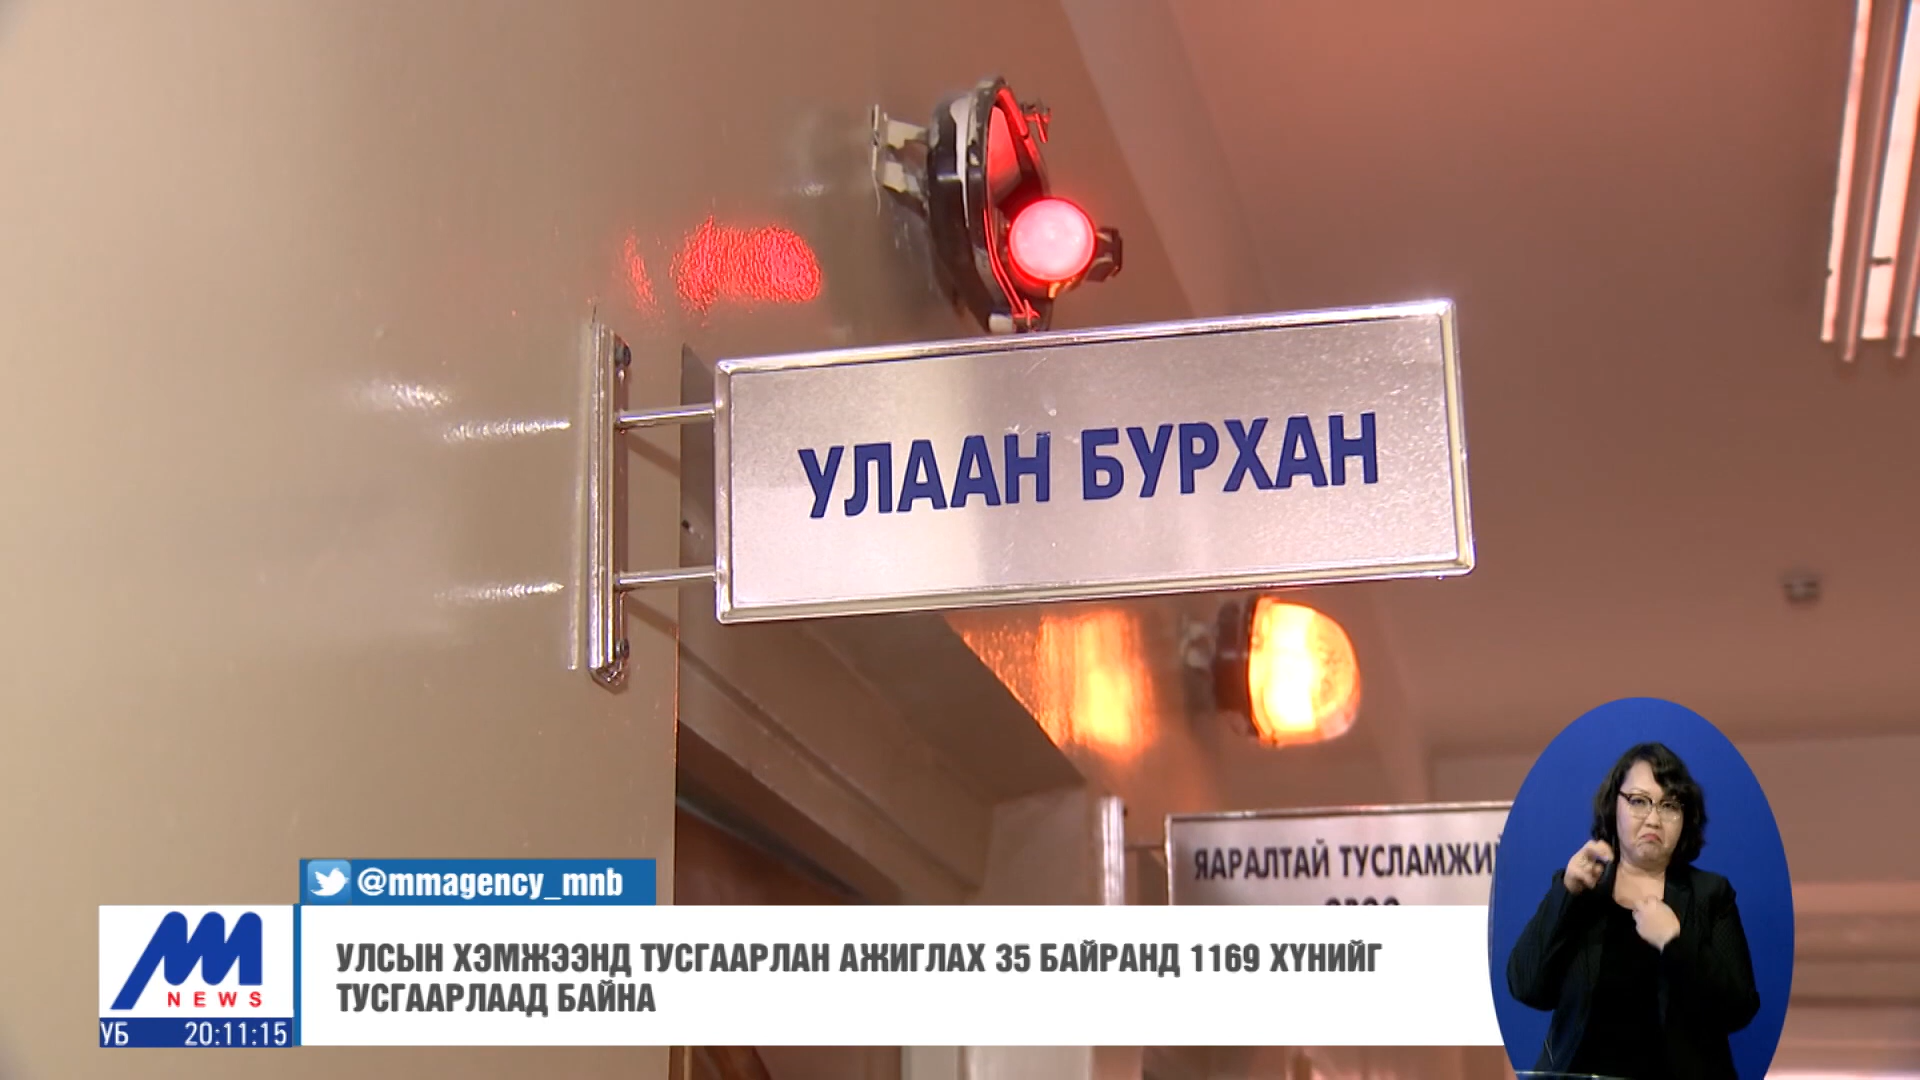 УЛААН БУРХАН
ЯАРАЛТАЙ ТУСЛАМЖИЙ
@mmagency_mnb
УЛСЫН ХЭМЖЭЭНД ТУСГААРЛАН АЖИГЛАХ 35 БАЙРАНД 1169 ХҮНИЙГ
ТУСГААРЛААД БАЙНА
MM
NEWS
УБ 20:11:15